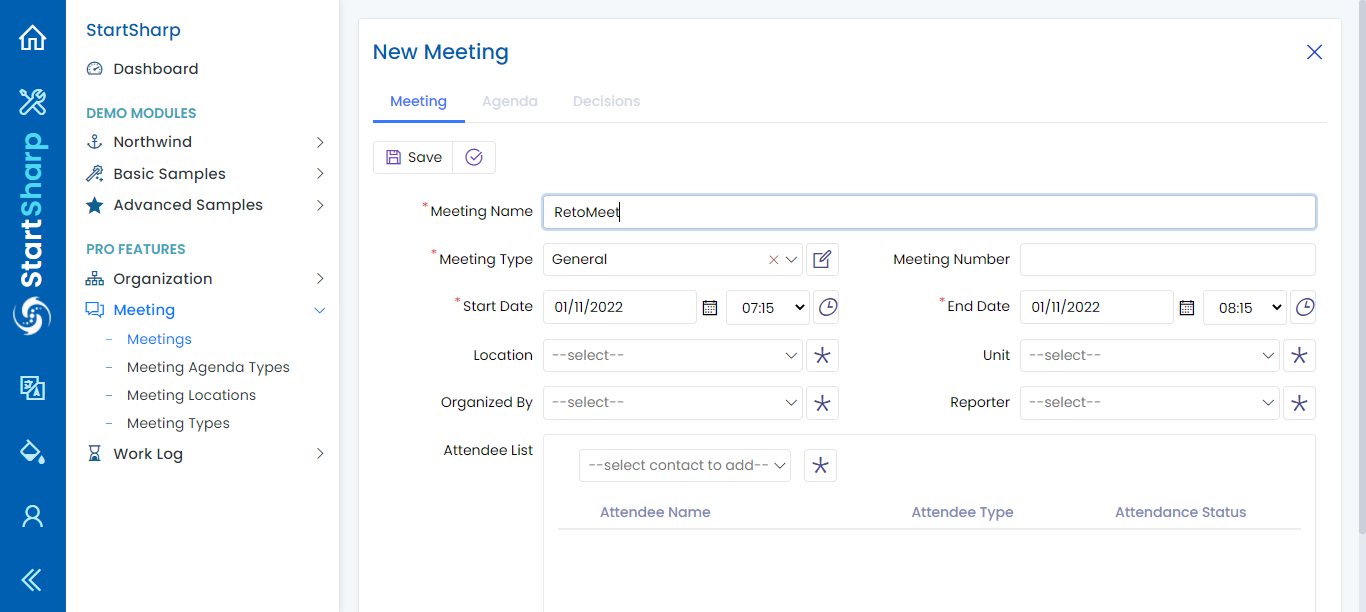 StartSharp
StartSharp
Dashboard
DEMO MODULES
Northwind
Basic Samples
Advanced Samples
PRO FEATURES
Organization
Meeting
– Meetings
– Meeting Agenda Types
– Meeting Locations
– Meeting Types
Work Log
New Meeting
Meeting Agenda Decisions
Save
*Meeting Name RetoMeet
*Meeting Type General Meeting Number
*Start Date 01/11/2022 07:15 *End Date 01/11/2022 08:15
Location --select-- Unit --select--
Organized By --select-- Reporter --select--
Attendee List
--select contact to add--
Attendee Name Attendee Type Attendance Status